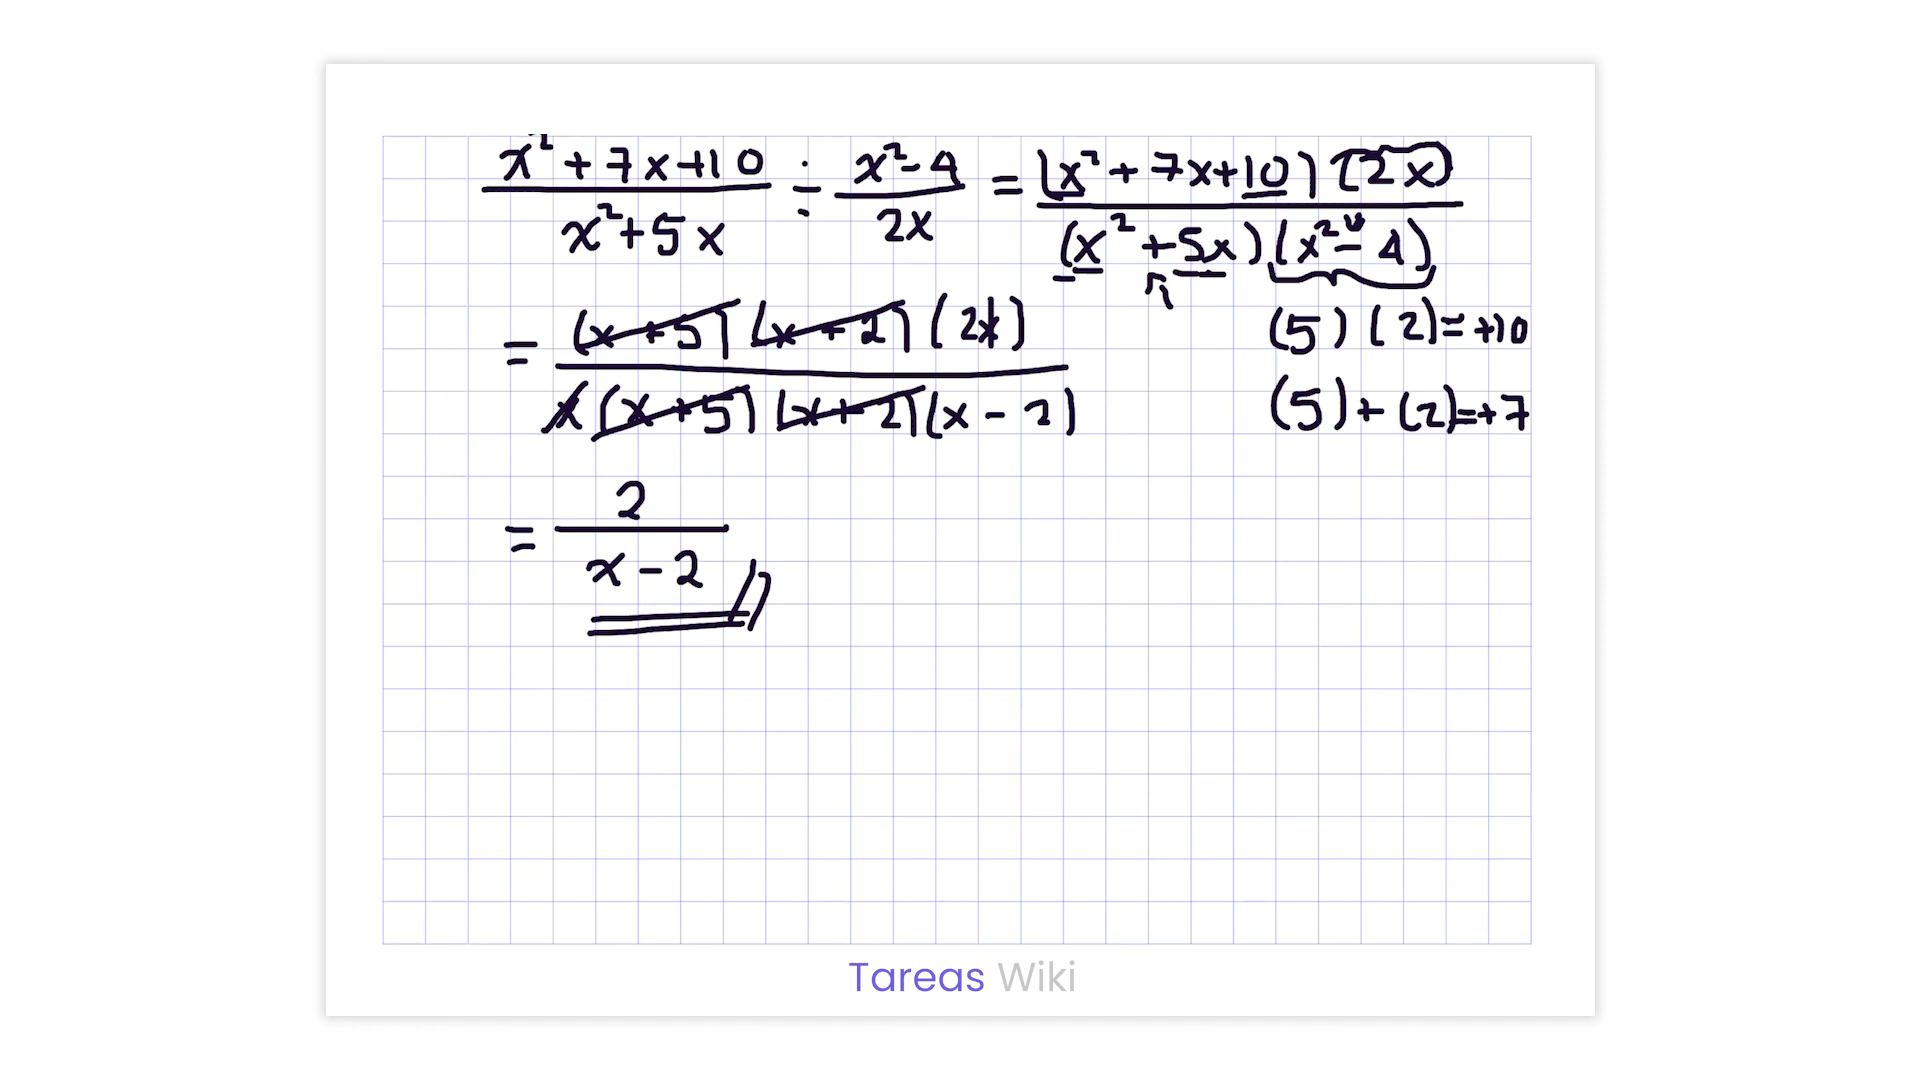 x² + 7x + 10 / x² + 5x ÷ x² - 4 / 2x = (x² + 7x + 10) (2x) / (x² + 5x) (x² - 4)
= (x + 5) (x + 2) (2x) / x (x + 5) (x + 2) (x - 2)
(5) (2) = +10
(5) + (2) = +7
= 2 / x - 2
Tareas Wiki